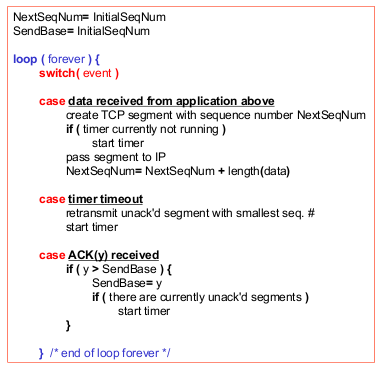 NextSeqNum= InitialSeqNum
SendBase= InitialSeqNum
loop ( forever ) {
switch( event )
case data received from application above
create TCP segment with sequence number NextSeqNum
if ( timer currently not running )
start timer
pass segment to IP
NextSeqNum= NextSeqNum + length(data)
case timer timeout
retransmit unack'd segment with smallest seq. #
start timer
case ACK(y) received
if ( y > SendBase ) {
SendBase= y
if ( there are currently unack'd segments )
start timer
}
} /* end of loop forever */